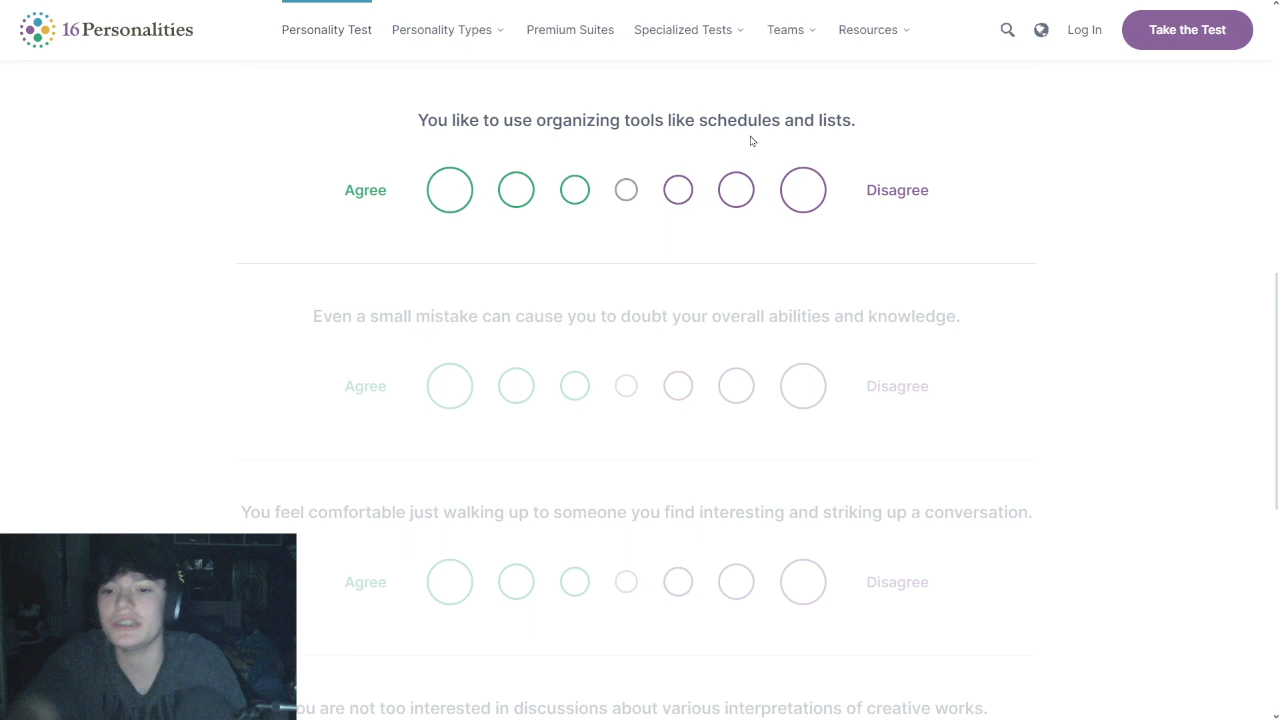 16Personalities
Personality Test Personality Types Premium Suites Specialized Tests Teams Resources Log In Take the Test
You like to use organizing tools like schedules and lists.
Agree Disagree
Even a small mistake can cause you to doubt your overall abilities and knowledge.
Agree Disagree
You feel comfortable just walking up to someone you find interesting and striking up a conversation.
Agree Disagree
ou are not too interested in discussions about various interpretations of creative works.